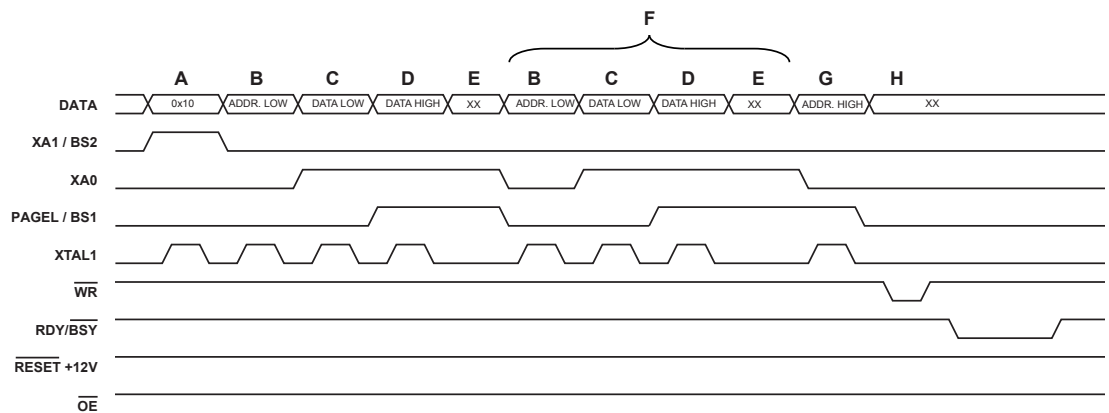 F
A B C D E B C D E G H
DATA 0x10 ADDR. LOW DATA LOW DATA HIGH XX ADDR. LOW DATA LOW DATA HIGH XX ADDR. HIGH XX
XA1 / BS2
XA0
PAGEL / BS1
XTAL1
WR
RDY/BSY
RESET +12V
OE